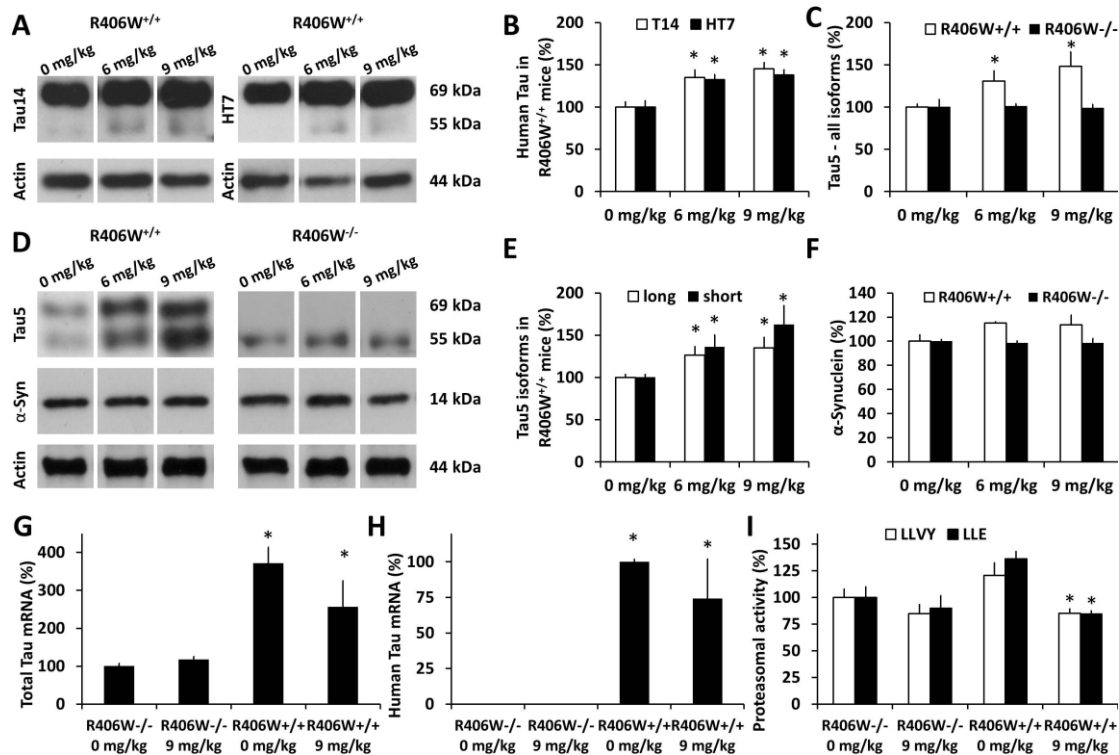 A
R406W+/+
R406W+/+
0 mg/kg
6 mg/kg
9 mg/kg
0 mg/kg
6 mg/kg
9 mg/kg
Tau14
HT7
69 kDa
55 kDa
Actin
Actin
44 kDa
B
T14
HT7
Human Tau in
R406W+/+ mice (%)
200
150
100
50
0
* *
* *
0 mg/kg
6 mg/kg
9 mg/kg
C
R406W+/+
R406W-/-
Tau5 - all isoforms (%)
200
150
100
50
0
*
*
0 mg/kg
6 mg/kg
9 mg/kg
D
R406W+/+
R406W-/-
0 mg/kg
6 mg/kg
9 mg/kg
0 mg/kg
6 mg/kg
9 mg/kg
Tau5
69 kDa
55 kDa
α-Syn
14 kDa
Actin
44 kDa
E
long
short
Tau5 isoforms in
R406W+/+ mice (%)
200
150
100
50
0
* *
* *
0 mg/kg
6 mg/kg
9 mg/kg
F
R406W+/+
R406W-/-
α-Synuclein (%)
140
120
100
80
60
40
20
0
0 mg/kg
6 mg/kg
9 mg/kg
G
Total Tau mRNA (%)
400
300
200
100
0
*
*
R406W-/-
0 mg/kg
R406W-/-
9 mg/kg
R406W+/+
0 mg/kg
R406W+/+
9 mg/kg
H
Human Tau mRNA (%)
100
75
50
25
0
*
*
R406W-/-
0 mg/kg
R406W-/-
9 mg/kg
R406W+/+
0 mg/kg
R406W+/+
9 mg/kg
I
LLVY
LLE
Proteasomal activity (%)
150
125
100
75
50
25
0
* *
R406W-/-
0 mg/kg
R406W-/-
9 mg/kg
R406W+/+
0 mg/kg
R406W+/+
9 mg/kg